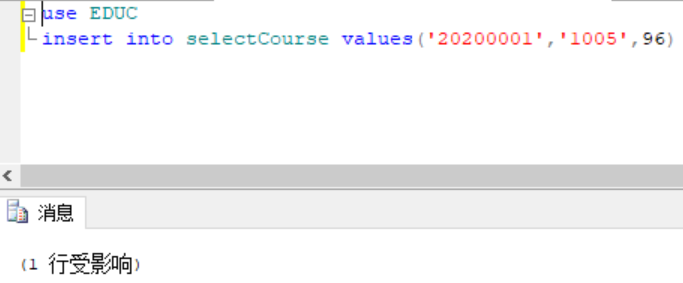 use EDUC
insert into selectCourse values('20200001','1005',96)
消息
(1 行受影响)